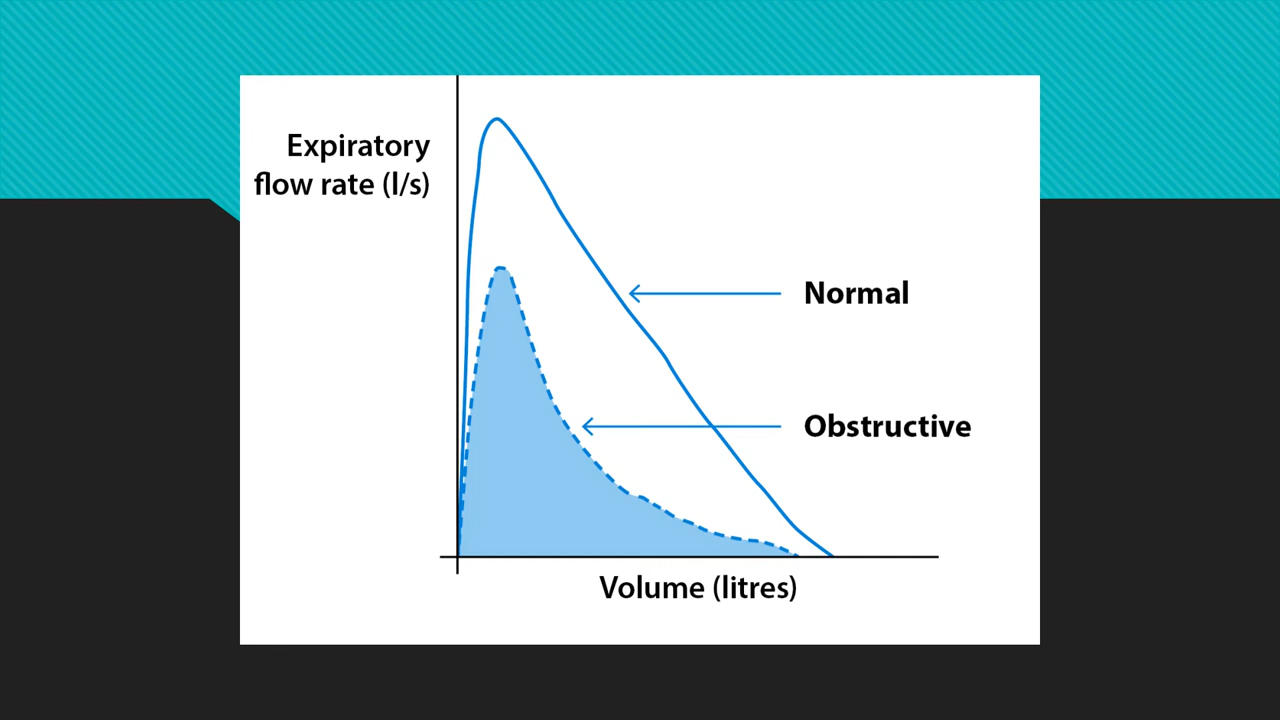 Expiratory
flow rate (l/s)
Normal
Obstructive
Volume (litres)